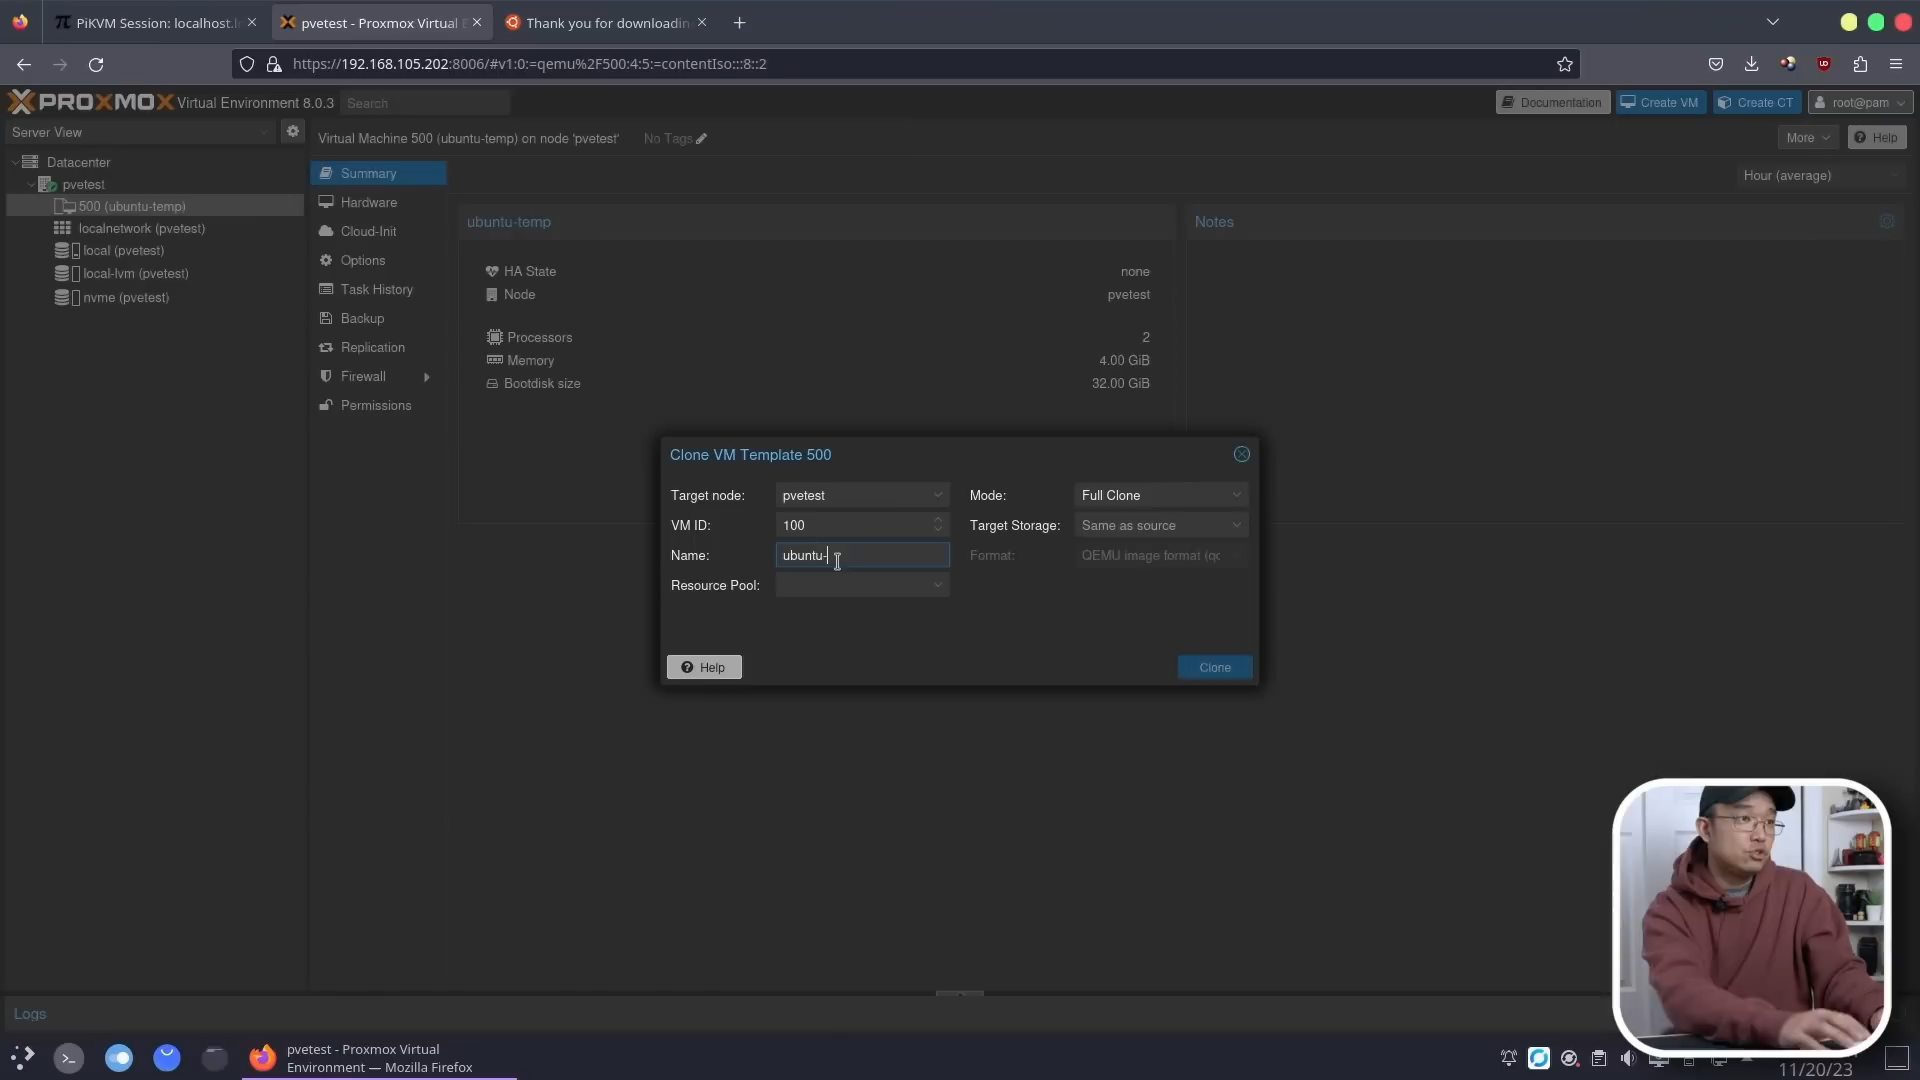 PiKVM Session: localhost.l
pvetest - Proxmox Virtual E
Thank you for downloadin
https://192.168.105.202:8006/#v1:0:=qemu%2F500:4:5:=contentIso:::8::2
PROXMOX Virtual Environment 8.0.3
Search
Documentation
Create VM
Create CT
root@pam
Server View
Virtual Machine 500 (ubuntu-temp) on node 'pvetest'
No Tags
More
Help
Datacenter
pvetest
500 (ubuntu-temp)
localnetwork (pvetest)
local (pvetest)
local-lvm (pvetest)
nvme (pvetest)
Summary
Hardware
Cloud-Init
Options
Task History
Backup
Replication
Firewall
Permissions
Hour (average)
ubuntu-temp
Notes
HA State none
Node pvetest
Processors 2
Memory 4.00 GiB
Bootdisk size 32.00 GiB
Clone VM Template 500
Target node: pvetest
Mode: Full Clone
VM ID: 100
Target Storage: Same as source
Name: ubuntu-
Format: QEMU image format (qc
Resource Pool:
Help
Clone
Logs
pvetest - Proxmox Virtual
Environment — Mozilla Firefox
11/20/23